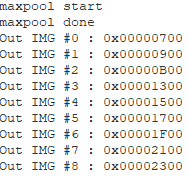 maxpool start
maxpool done
Out IMG #0 : 0x00000700
Out IMG #1 : 0x00000900
Out IMG #2 : 0x00000B00
Out IMG #3 : 0x00001300
Out IMG #4 : 0x00001500
Out IMG #5 : 0x00001700
Out IMG #6 : 0x00001F00
Out IMG #7 : 0x00002100
Out IMG #8 : 0x00002300